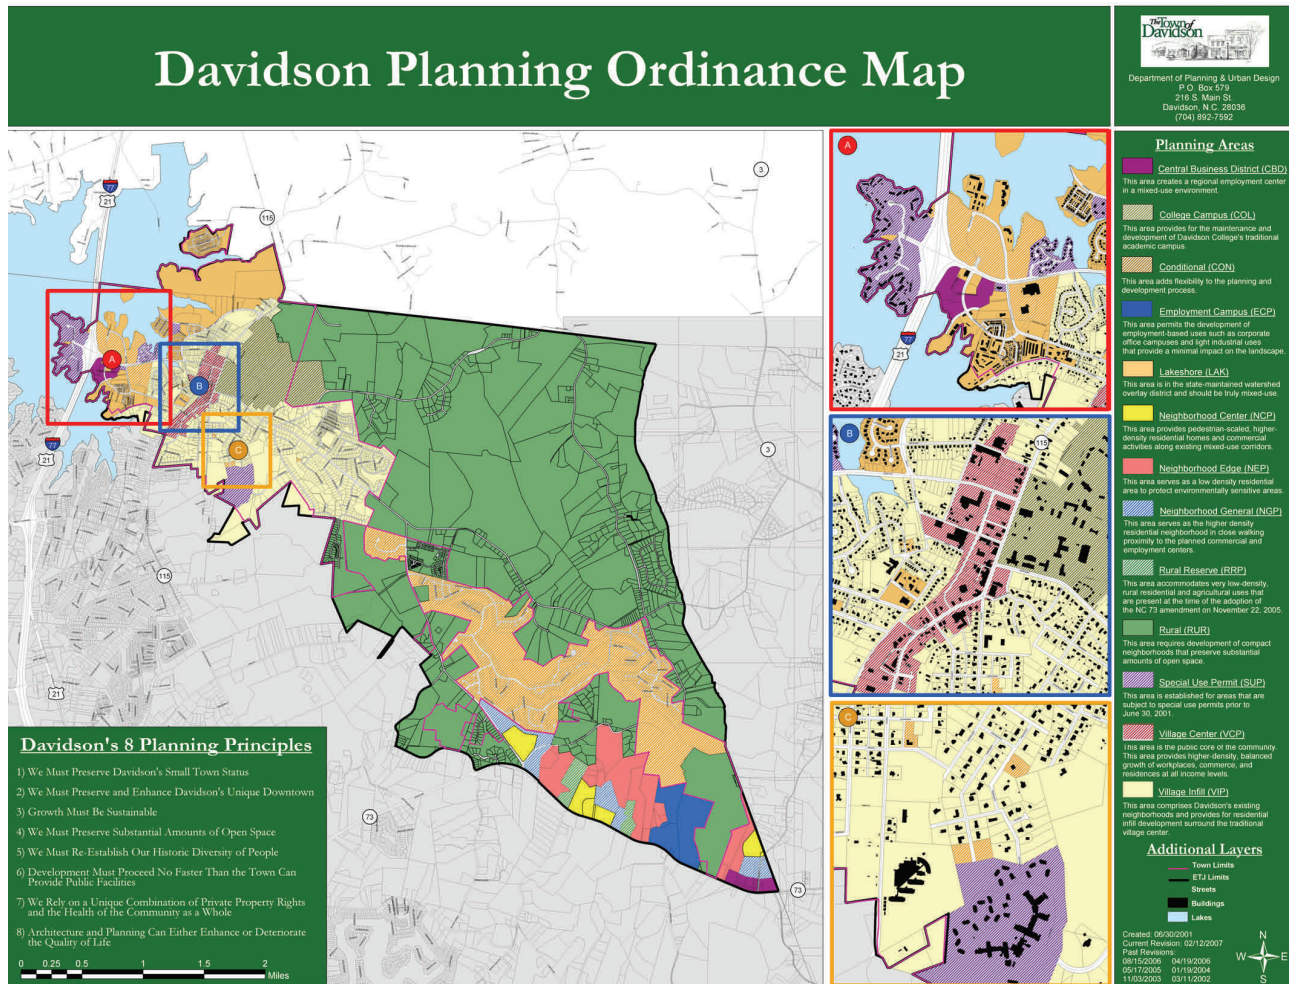 Davidson Planning Ordinance Map
The Town of
Davidson
Department of Planning & Urban Design
P.O. Box 579
216 S. Main St.
Davidson, N.C. 28036
(704) 892-7592
Planning Areas
Central Business District (CBD)
This area creates a regional employment center
in a mixed-use environment.
College Campus (COL)
This area provides for the maintenance and
development of Davidson College's traditional
academic campus.
Conditional (CON)
This area adds flexibility to the planning and
development process.
Employment Campus (ECP)
This area permits the development of
employment-based uses such as corporate
office campuses and light industrial uses
that provide a minimal impact on the landscape.
Lakeshore (LAK)
This area is in the state-maintained watershed
overlay district and should be truly mixed-use.
Neighborhood Center (NCP)
This area provides pedestrian-scaled, higher-
density residential homes and commercial
activities along existing mixed-use corridors.
Neighborhood Edge (NEP)
This area serves as a low density residential
area to protect environmentally sensitive areas.
Neighborhood General (NGP)
This area serves as the higher density
residential neighborhood in close walking
proximity to the planned commercial and
employment centers.
Rural Reserve (RRP)
This area accommodates very low-density,
rural residential and agricultural uses that
are present at the time of the adoption of
the NC 73 amendment on November 22, 2005.
Rural (RUR)
This area requires development of compact
neighborhoods that preserve substantial
amounts of open space.
Special Use Permit (SUP)
This area is established for areas that are
subject to special use permits prior to
June 30, 2001.
Village Center (VCP)
This area is the public core of the community.
This area provides higher-density, balanced
growth of workplaces, commerce, and
residences at all income levels.
Village Infill (VIP)
This area comprises Davidson's existing
neighborhoods and provides for residential
infill development surround the traditional
village center.
Additional Layers
Town Limits
ETJ Limits
Streets
Buildings
Lakes
Created: 06/30/2001
Current Revision: 02/12/2007
Past Revisions:
08/15/2006 04/19/2006
05/17/2005 01/19/2004
11/03/2003 03/11/2002
N
W E
S
77
21
115
3
A
B
C
77
21
3
115
21
73
73
A
77
21
B
115
C
Davidson's 8 Planning Principles
1) We Must Preserve Davidson's Small Town Status
2) We Must Preserve and Enhance Davidson's Unique Downtown
3) Growth Must Be Sustainable
4) We Must Preserve Substantial Amounts of Open Space
5) We Must Re-Establish Our Historic Diversity of People
6) Development Must Proceed No Faster Than the Town Can
Provide Public Facilities
7) We Rely on a Unique Combination of Private Property Rights
and the Health of the Community as a Whole
8) Architecture and Planning Can Either Enhance or Deteriorate
the Quality of Life
0 0.25 0.5 1 1.5 2
Miles